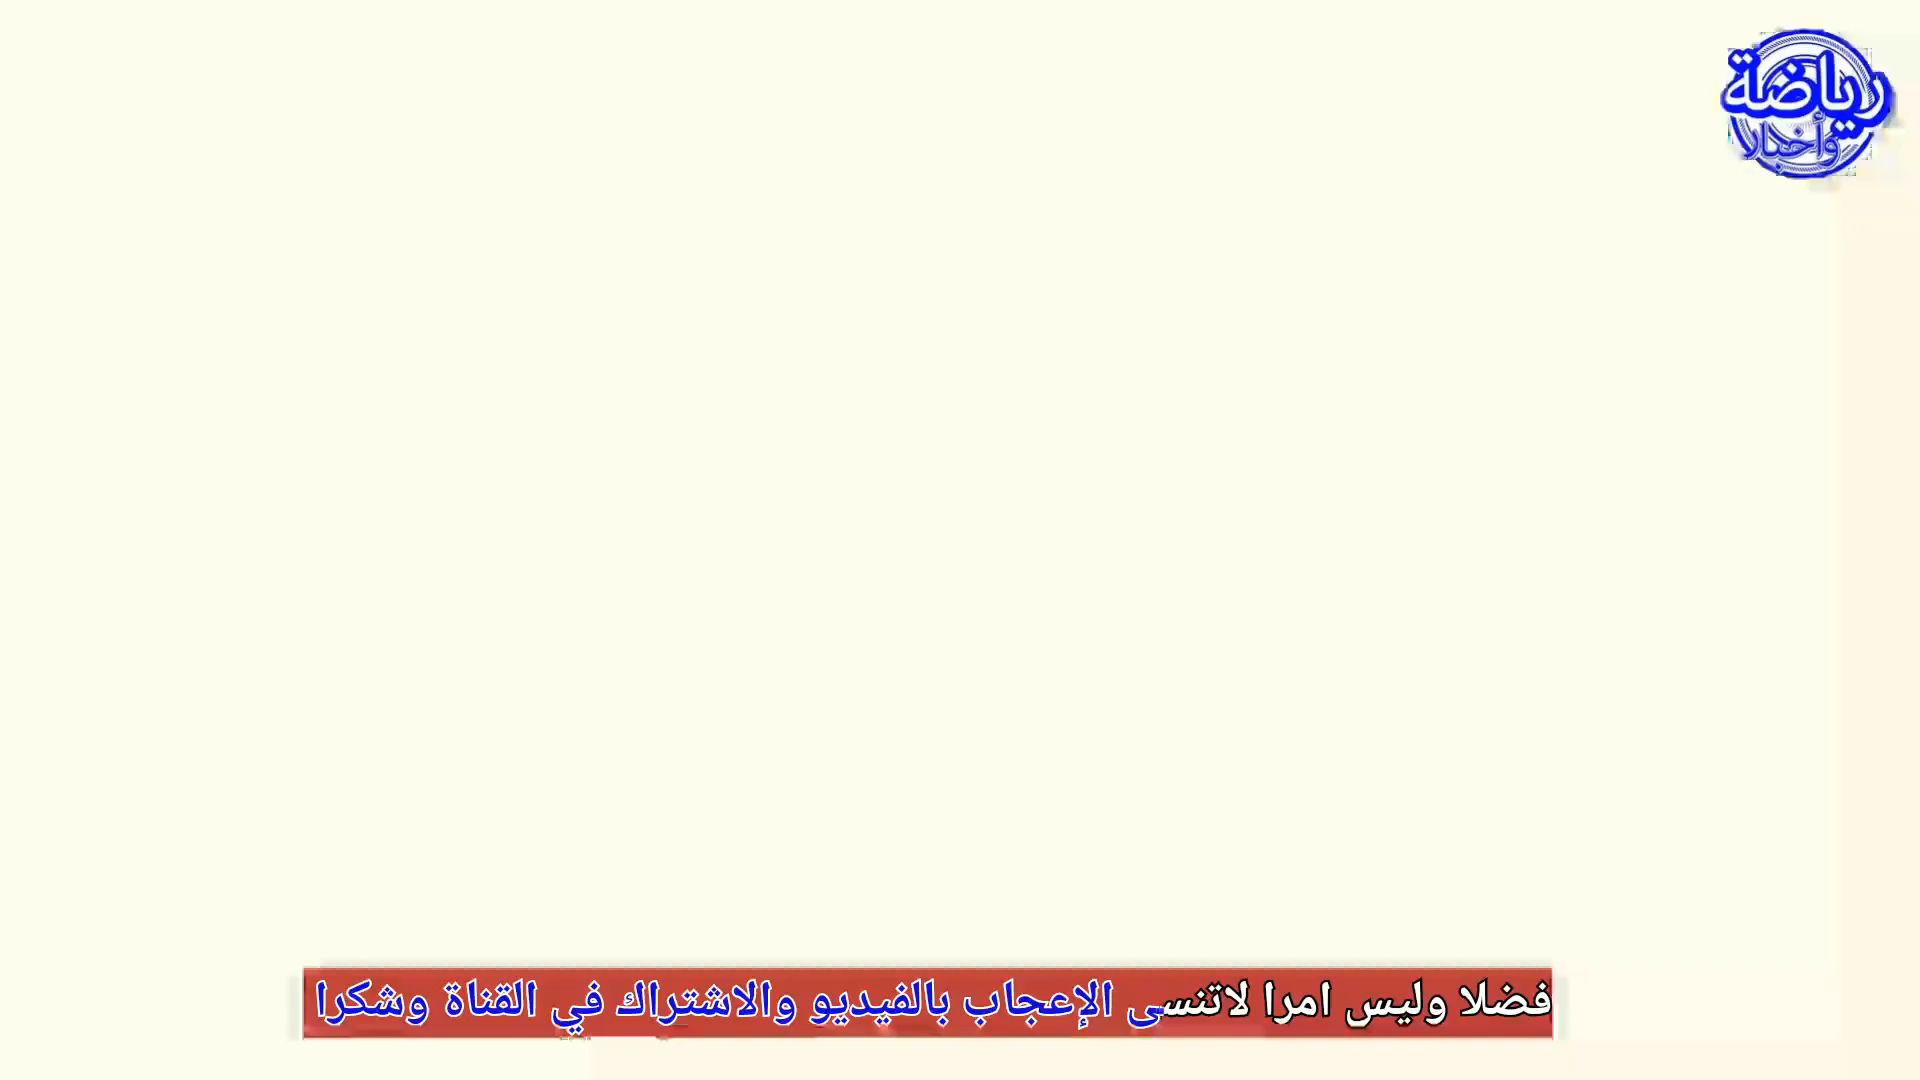 رياضة
وأخبار
فضلا وليس امرا لاتنسى الإعجاب بالفيديو والاشتراك في القناة وشكرا